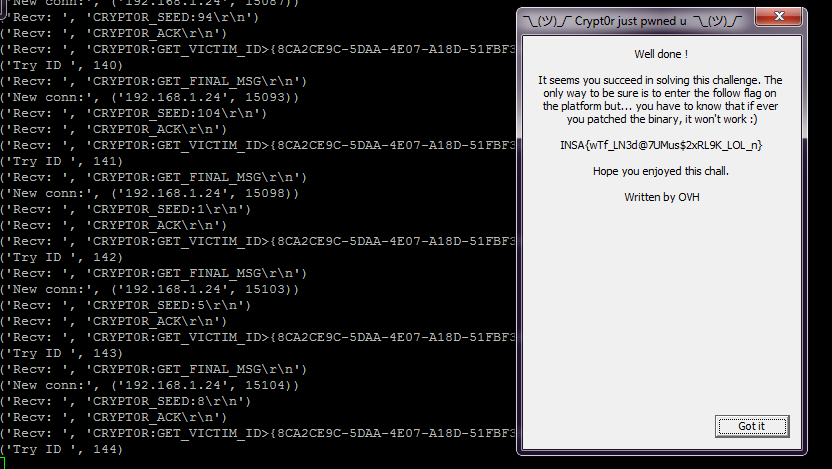 'New conn:', ('192.168.1.24', 15087))
('Recv: ', 'CRYPT0R_SEED:94\r\n')
('Recv: ', 'CRYPT0R_ACK\r\n')
('Recv: ', 'CRYPT0R:GET_VICTIM_ID>{8CA2CE9C-5DAA-4E07-A18D-51FBF3
('Try ID ', 140)
('Recv: ', 'CRYPT0R:GET_FINAL_MSG\r\n')
('New conn:', ('192.168.1.24', 15093))
('Recv: ', 'CRYPT0R_SEED:104\r\n')
('Recv: ', 'CRYPT0R_ACK\r\n')
('Recv: ', 'CRYPT0R:GET_VICTIM_ID>{8CA2CE9C-5DAA-4E07-A18D-51FBF3
('Try ID ', 141)
('Recv: ', 'CRYPT0R:GET_FINAL_MSG\r\n')
('New conn:', ('192.168.1.24', 15098))
('Recv: ', 'CRYPT0R_SEED:1\r\n')
('Recv: ', 'CRYPT0R_ACK\r\n')
('Recv: ', 'CRYPT0R:GET_VICTIM_ID>{8CA2CE9C-5DAA-4E07-A18D-51FBF3
('Try ID ', 142)
('Recv: ', 'CRYPT0R:GET_FINAL_MSG\r\n')
('New conn:', ('192.168.1.24', 15103))
('Recv: ', 'CRYPT0R_SEED:5\r\n')
('Recv: ', 'CRYPT0R_ACK\r\n')
('Recv: ', 'CRYPT0R:GET_VICTIM_ID>{8CA2CE9C-5DAA-4E07-A18D-51FBF3
('Try ID ', 143)
('Recv: ', 'CRYPT0R:GET_FINAL_MSG\r\n')
('New conn:', ('192.168.1.24', 15104))
('Recv: ', 'CRYPT0R_SEED:8\r\n')
('Recv: ', 'CRYPT0R_ACK\r\n')
('Recv: ', 'CRYPT0R:GET_VICTIM_ID>{8CA2CE9C-5DAA-4E07-A18D-51FBF3
('Try ID ', 144)
¯\_(ツ)_/¯ Crypt0r just pwned u ¯\_(ツ)_/¯
Well done !
It seems you succeed in solving this challenge. The
only way to be sure is to enter the follow flag on
the platform but... you have to know that if ever
you patched the binary, it won't work :)
INSA{wTf_LN3d@7UMus$2xRL9K_LOL_n}
Hope you enjoyed this chall.
Written by OVH
Got it